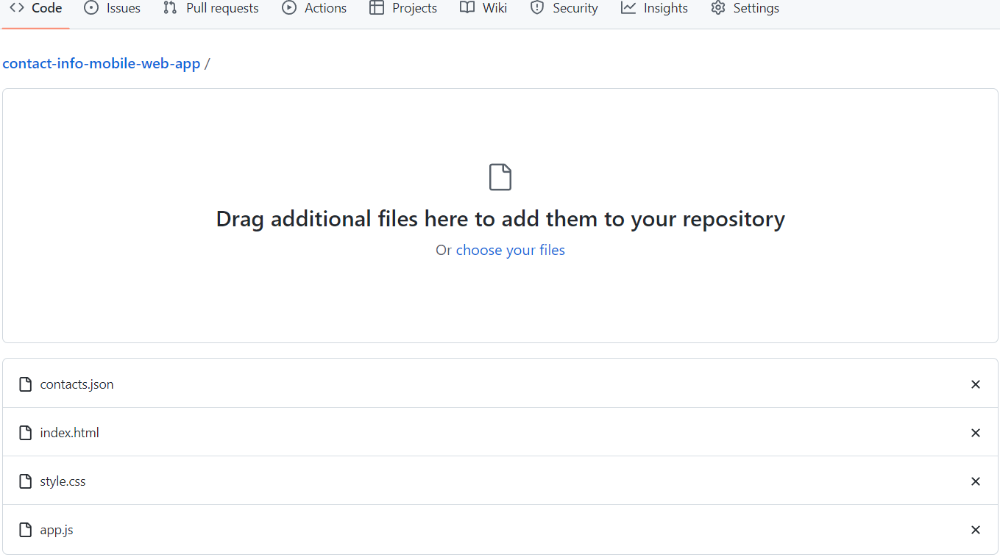 Code Issues Pull requests Actions Projects Wiki Security Insights Settings
contact-info-mobile-web-app /
Drag additional files here to add them to your repository
Or choose your files
contacts.json
index.html
style.css
app.js